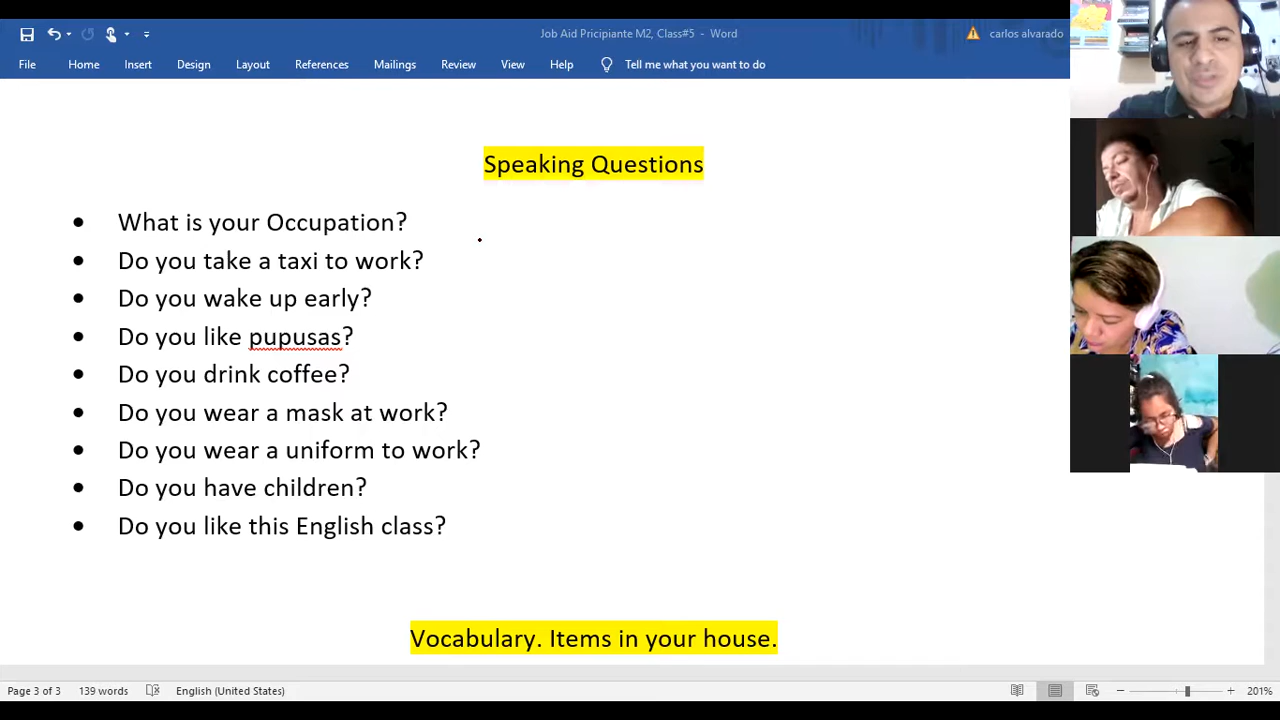 Job Aid Pricipiante M2, Class#5 - Word
carlos alvarado
File Home Insert Design Layout References Mailings Review View Help Tell me what you want to do
Speaking Questions
• What is your Occupation?
• Do you take a taxi to work?
• Do you wake up early?
• Do you like pupusas?
• Do you drink coffee?
• Do you wear a mask at work?
• Do you wear a uniform to work?
• Do you have children?
• Do you like this English class?
Vocabulary. Items in your house.
Page 3 of 3 139 words English (United States) 201%